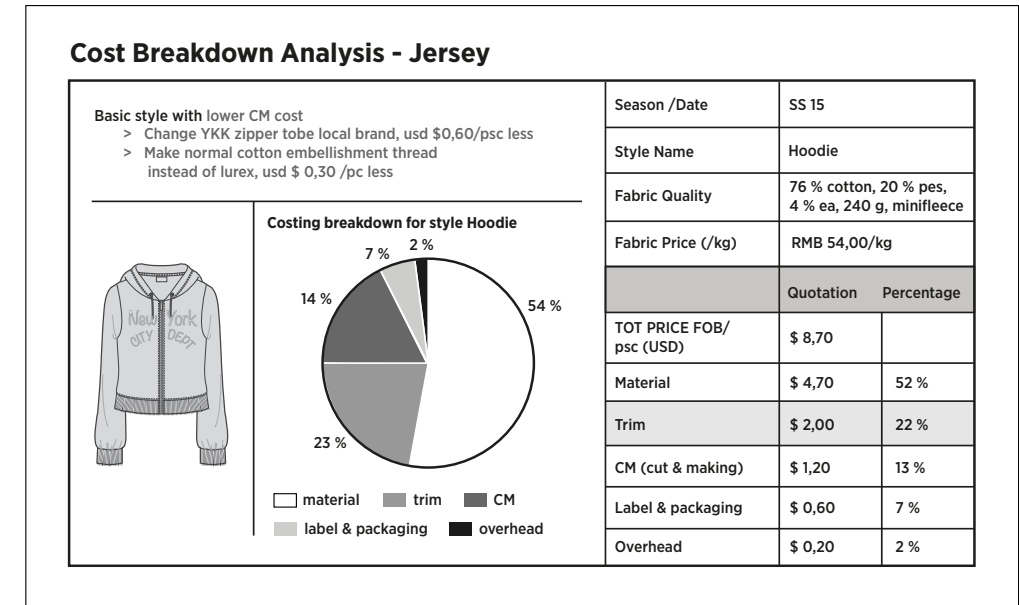 Cost Breakdown Analysis - Jersey
Basic style with lower CM cost
> Change YKK zipper tobe local brand, usd $0,60/psc less
> Make normal cotton embellishment thread
instead of lurex, usd $ 0,30 /pc less
Costing breakdown for style Hoodie
7 %
2 %
14 %
54 %
23 %
New York
CITY DEPT
material trim CM
label & packaging overhead
Season /Date SS 15
Style Name Hoodie
Fabric Quality 76 % cotton, 20 % pes,
4 % ea, 240 g, minifleece
Fabric Price (/kg) RMB 54,00/kg
Quotation Percentage
TOT PRICE FOB/
psc (USD) $ 8,70
Material $ 4,70 52 %
Trim $ 2,00 22 %
CM (cut & making) $ 1,20 13 %
Label & packaging $ 0,60 7 %
Overhead $ 0,20 2 %